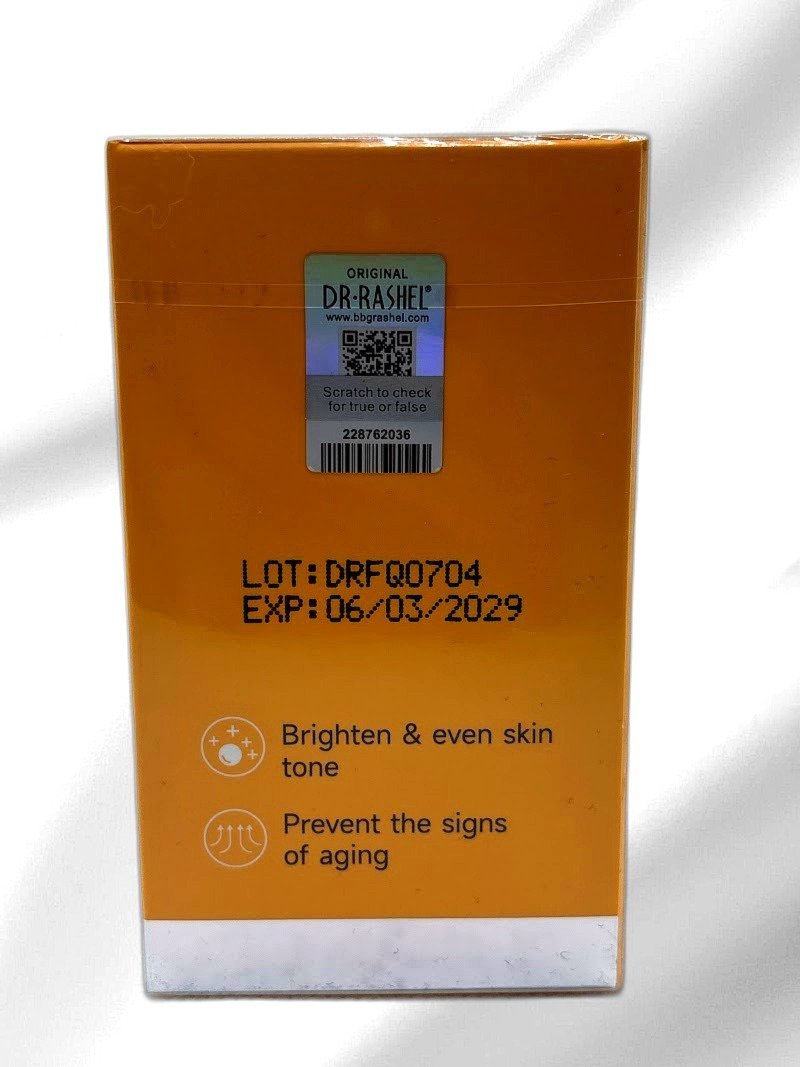 ORIGINAL
DR·RASHEL®
www.bbgrashel.com
Scratch to check
for true or false
228762036
LOT:DRFQ0704
EXP:06/03/2029
Brighten & even skin
tone
Prevent the signs
of aging